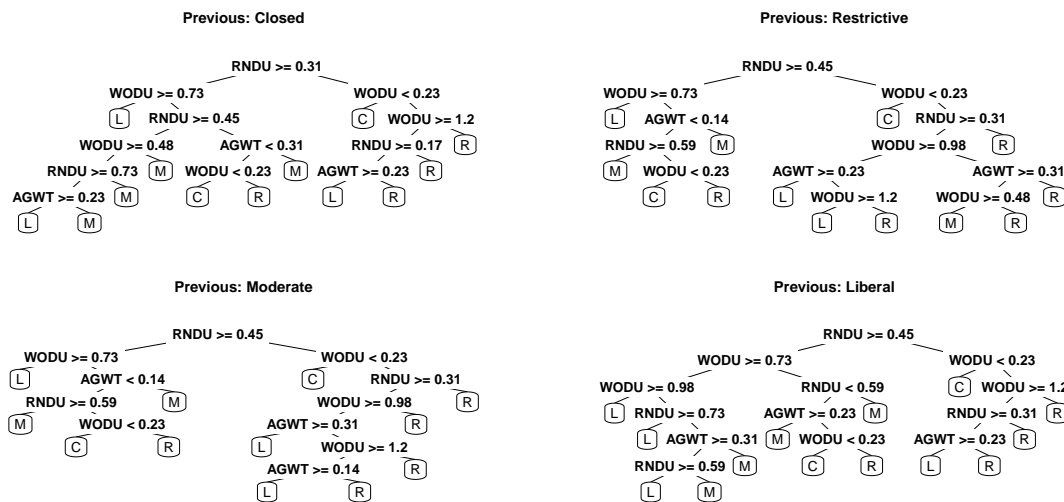 Previous: Closed
RNDU >= 0.31
WODU >= 0.73 WODU < 0.23
L RNDU >= 0.45 C WODU >= 1.2
WODU >= 0.48 AGWT < 0.31 RNDU >= 0.17 R
RNDU >= 0.73 M WODU < 0.23 M AGWT >= 0.23 R
AGWT >= 0.23 M C R L R
L M
Previous: Restrictive
RNDU >= 0.45
WODU >= 0.73 WODU < 0.23
L AGWT < 0.14 C RNDU >= 0.31
RNDU >= 0.59 M WODU >= 0.98 R
M WODU < 0.23 AGWT >= 0.23 AGWT >= 0.31
C R L WODU >= 1.2 WODU >= 0.48 R
L R M R
Previous: Moderate
RNDU >= 0.45
WODU >= 0.73 WODU < 0.23
L AGWT < 0.14 C RNDU >= 0.31
RNDU >= 0.59 M WODU >= 0.98 R
M WODU < 0.23 AGWT >= 0.31 R
C R L WODU >= 1.2
AGWT >= 0.14 R
L R
Previous: Liberal
RNDU >= 0.45
WODU >= 0.73 WODU < 0.23
WODU >= 0.98 RNDU < 0.59 C WODU >= 1.2
L RNDU >= 0.73 AGWT >= 0.23 M RNDU >= 0.31 R
L AGWT >= 0.31 M WODU < 0.23 AGWT >= 0.23 R
RNDU >= 0.59 M C R L R
L M